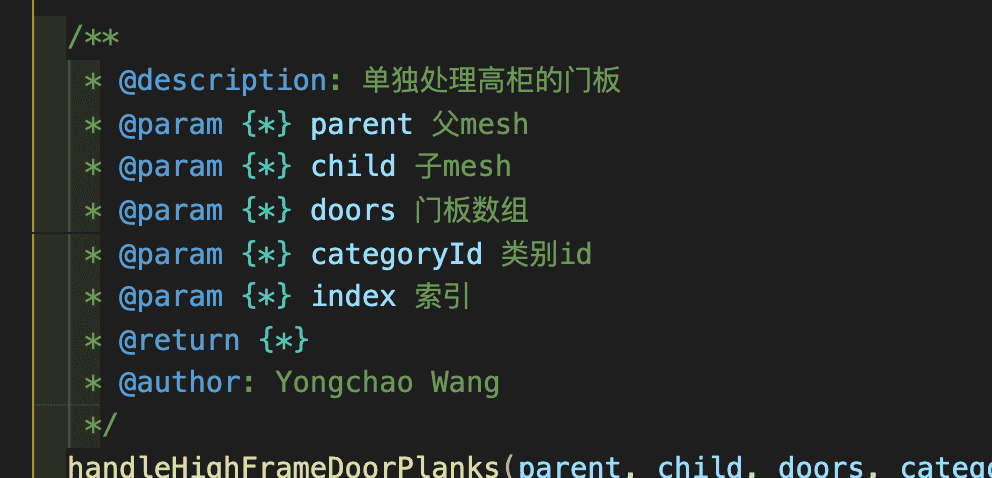 /**
* @description: 单独处理高柜的门板
* @param {*} parent 父mesh
* @param {*} child 子mesh
* @param {*} doors 门板数组
* @param {*} categoryId 类别id
* @param {*} index 索引
* @return {*}
* @author: Yongchao Wang
*/
handleHighFrameDoorPlanks(parent, child, doors,